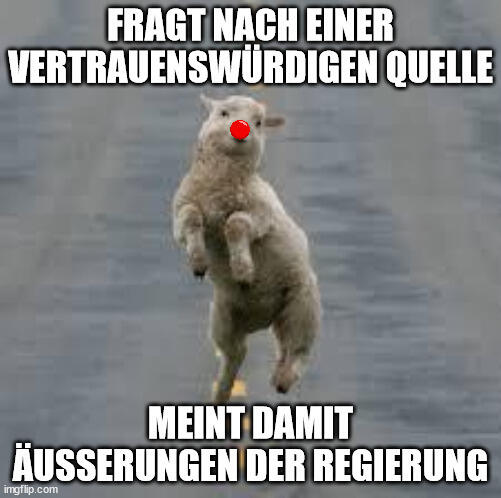 FRAGT NACH EINER
VERTRAUENSWÜRDIGEN QUELLE
MEINT DAMIT
ÄUSSERUNGEN DER REGIERUNG
imgflip.com